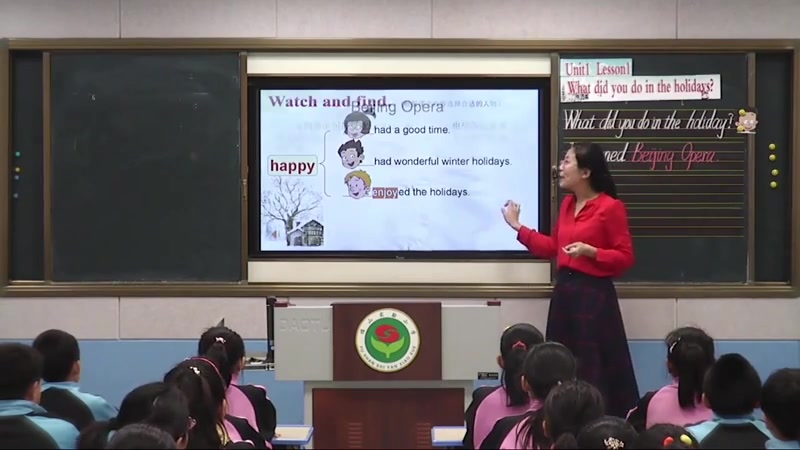 Watch and find.
Beijing Opera
had a good time.
happy
had wonderful winter holidays.
enjoyed the holidays.
Unit1 Lesson1
What did you do in the holidays?
What did you do in the holiday?
ned Beijing Opera.